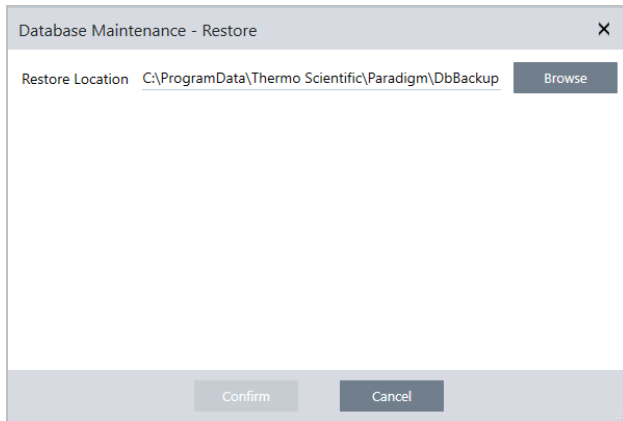 Database Maintenance - Restore
Restore Location C:\ProgramData\Thermo Scientific\Paradigm\DbBackup Browse
Confirm Cancel